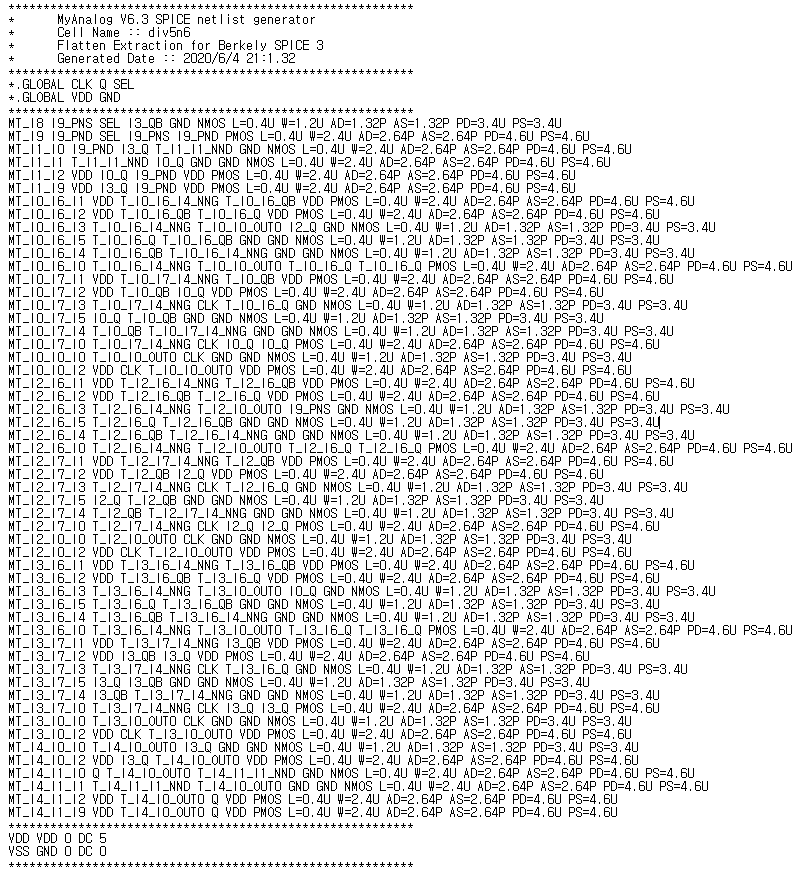 **********************************************************
*      MyAnalog V6.3 SPICE netlist generator
*      Cell Name :: div5n6
*      Flatten Extraction for Berkely SPICE 3
*      Generated Date :: 2020/6/4 21:1.32
**********************************************************
*.GLOBAL CLK Q SEL
*.GLOBAL VDD GND
**********************************************************
MT_I8 I9_PNS SEL I3_QB GND NMOS L=0.4U W=1.2U AD=1.32P AS=1.32P PD=3.4U PS=3.4U
MT_I9 I9_PND SEL I9_PNS I9_PND PMOS L=0.4U W=2.4U AD=2.64P AS=2.64P PD=4.6U PS=4.6U
MT_I1_I0 I9_PND I3_Q T_I1_I1_NND GND NMOS L=0.4U W=2.4U AD=2.64P AS=2.64P PD=4.6U PS=4.6U
MT_I1_I1 T_I1_I1_NND I0_Q GND GND NMOS L=0.4U W=2.4U AD=2.64P AS=2.64P PD=4.6U PS=4.6U
MT_I1_I2 VDD I0_Q I9_PND VDD PMOS L=0.4U W=2.4U AD=2.64P AS=2.64P PD=4.6U PS=4.6U
MT_I1_I9 VDD I3_Q I9_PND VDD PMOS L=0.4U W=2.4U AD=2.64P AS=2.64P PD=4.6U PS=4.6U
MT_I0_I6_I1 VDD T_I0_I6_I4_NNG T_I0_I6_QB VDD PMOS L=0.4U W=2.4U AD=2.64P AS=2.64P PD=4.6U PS=4.6U
MT_I0_I6_I2 VDD T_I0_I6_QB T_I0_I6_Q VDD PMOS L=0.4U W=2.4U AD=2.64P AS=2.64P PD=4.6U PS=4.6U
MT_I0_I6_I3 T_I0_I6_I4_NNG T_I0_I0_OUT0 I2_Q GND NMOS L=0.4U W=1.2U AD=1.32P AS=1.32P PD=3.4U PS=3.4U
MT_I0_I6_I5 T_I0_I6_Q T_I0_I6_QB GND GND NMOS L=0.4U W=1.2U AD=1.32P AS=1.32P PD=3.4U PS=3.4U
MT_I0_I6_I4 T_I0_I6_QB T_I0_I6_I4_NNG GND GND NMOS L=0.4U W=1.2U AD=1.32P AS=1.32P PD=3.4U PS=3.4U
MT_I0_I6_I0 T_I0_I6_I4_NNG T_I0_I0_OUT0 T_I0_I6_Q T_I0_I6_Q PMOS L=0.4U W=2.4U AD=2.64P AS=2.64P PD=4.6U PS=4.6U
MT_I0_I7_I1 VDD T_I0_I7_I4_NNG T_I0_QB VDD PMOS L=0.4U W=2.4U AD=2.64P AS=2.64P PD=4.6U PS=4.6U
MT_I0_I7_I2 VDD T_I0_QB I0_Q VDD PMOS L=0.4U W=2.4U AD=2.64P AS=2.64P PD=4.6U PS=4.6U
MT_I0_I7_I3 T_I0_I7_I4_NNG CLK T_I0_I6_Q GND NMOS L=0.4U W=1.2U AD=1.32P AS=1.32P PD=3.4U PS=3.4U
MT_I0_I7_I5 I0_Q T_I0_QB GND GND NMOS L=0.4U W=1.2U AD=1.32P AS=1.32P PD=3.4U PS=3.4U
MT_I0_I7_I4 T_I0_QB T_I0_I7_I4_NNG GND GND NMOS L=0.4U W=1.2U AD=1.32P AS=1.32P PD=3.4U PS=3.4U
MT_I0_I7_I0 T_I0_I7_I4_NNG CLK I0_Q I0_Q PMOS L=0.4U W=2.4U AD=2.64P AS=2.64P PD=4.6U PS=4.6U
MT_I0_I0_I0 T_I0_I0_OUT0 CLK GND GND NMOS L=0.4U W=1.2U AD=1.32P AS=1.32P PD=3.4U PS=3.4U
MT_I0_I0_I2 VDD CLK T_I0_I0_OUT0 VDD PMOS L=0.4U W=2.4U AD=2.64P AS=2.64P PD=4.6U PS=4.6U
MT_I2_I6_I1 VDD T_I2_I6_I4_NNG T_I2_I6_QB VDD PMOS L=0.4U W=2.4U AD=2.64P AS=2.64P PD=4.6U PS=4.6U
MT_I2_I6_I2 VDD T_I2_I6_QB T_I2_I6_Q VDD PMOS L=0.4U W=2.4U AD=2.64P AS=2.64P PD=4.6U PS=4.6U
MT_I2_I6_I3 T_I2_I6_I4_NNG T_I2_I0_OUT0 I9_PNS GND NMOS L=0.4U W=1.2U AD=1.32P AS=1.32P PD=3.4U PS=3.4U
MT_I2_I6_I5 T_I2_I6_Q T_I2_I6_QB GND GND NMOS L=0.4U W=1.2U AD=1.32P AS=1.32P PD=3.4U PS=3.4U
MT_I2_I6_I4 T_I2_I6_QB T_I2_I6_I4_NNG GND GND NMOS L=0.4U W=1.2U AD=1.32P AS=1.32P PD=3.4U PS=3.4U
MT_I2_I6_I0 T_I2_I6_I4_NNG T_I2_I0_OUT0 T_I2_I6_Q T_I2_I6_Q PMOS L=0.4U W=2.4U AD=2.64P AS=2.64P PD=4.6U PS=4.6U
MT_I2_I7_I1 VDD T_I2_I7_I4_NNG T_I2_QB VDD PMOS L=0.4U W=2.4U AD=2.64P AS=2.64P PD=4.6U PS=4.6U
MT_I2_I7_I2 VDD T_I2_QB I2_Q VDD PMOS L=0.4U W=2.4U AD=2.64P AS=2.64P PD=4.6U PS=4.6U
MT_I2_I7_I3 T_I2_I7_I4_NNG CLK T_I2_I6_Q GND NMOS L=0.4U W=1.2U AD=1.32P AS=1.32P PD=3.4U PS=3.4U
MT_I2_I7_I5 I2_Q T_I2_QB GND GND NMOS L=0.4U W=1.2U AD=1.32P AS=1.32P PD=3.4U PS=3.4U
MT_I2_I7_I4 T_I2_QB T_I2_I7_I4_NNG GND GND NMOS L=0.4U W=1.2U AD=1.32P AS=1.32P PD=3.4U PS=3.4U
MT_I2_I7_I0 T_I2_I7_I4_NNG CLK I2_Q I2_Q PMOS L=0.4U W=2.4U AD=2.64P AS=2.64P PD=4.6U PS=4.6U
MT_I2_I0_I0 T_I2_I0_OUT0 CLK GND GND NMOS L=0.4U W=1.2U AD=1.32P AS=1.32P PD=3.4U PS=3.4U
MT_I2_I0_I2 VDD CLK T_I2_I0_OUT0 VDD PMOS L=0.4U W=2.4U AD=2.64P AS=2.64P PD=4.6U PS=4.6U
MT_I3_I6_I1 VDD T_I3_I6_I4_NNG T_I3_I6_QB VDD PMOS L=0.4U W=2.4U AD=2.64P AS=2.64P PD=4.6U PS=4.6U
MT_I3_I6_I2 VDD T_I3_I6_QB T_I3_I6_Q VDD PMOS L=0.4U W=2.4U AD=2.64P AS=2.64P PD=4.6U PS=4.6U
MT_I3_I6_I3 T_I3_I6_I4_NNG T_I3_I0_OUT0 I0_Q GND NMOS L=0.4U W=1.2U AD=1.32P AS=1.32P PD=3.4U PS=3.4U
MT_I3_I6_I5 T_I3_I6_Q T_I3_I6_QB GND GND NMOS L=0.4U W=1.2U AD=1.32P AS=1.32P PD=3.4U PS=3.4U
MT_I3_I6_I4 T_I3_I6_QB T_I3_I6_I4_NNG GND GND NMOS L=0.4U W=1.2U AD=1.32P AS=1.32P PD=3.4U PS=3.4U
MT_I3_I6_I0 T_I3_I6_I4_NNG T_I3_I0_OUT0 T_I3_I6_Q T_I3_I6_Q PMOS L=0.4U W=2.4U AD=2.64P AS=2.64P PD=4.6U PS=4.6U
MT_I3_I7_I1 VDD T_I3_I7_I4_NNG I3_QB VDD PMOS L=0.4U W=2.4U AD=2.64P AS=2.64P PD=4.6U PS=4.6U
MT_I3_I7_I2 VDD I3_QB I3_Q VDD PMOS L=0.4U W=2.4U AD=2.64P AS=2.64P PD=4.6U PS=4.6U
MT_I3_I7_I3 T_I3_I7_I4_NNG CLK T_I3_I6_Q GND NMOS L=0.4U W=1.2U AD=1.32P AS=1.32P PD=3.4U PS=3.4U
MT_I3_I7_I5 I3_Q I3_QB GND GND NMOS L=0.4U W=1.2U AD=1.32P AS=1.32P PD=3.4U PS=3.4U
MT_I3_I7_I4 I3_QB T_I3_I7_I4_NNG GND GND NMOS L=0.4U W=1.2U AD=1.32P AS=1.32P PD=3.4U PS=3.4U
MT_I3_I7_I0 T_I3_I7_I4_NNG CLK I3_Q I3_Q PMOS L=0.4U W=2.4U AD=2.64P AS=2.64P PD=4.6U PS=4.6U
MT_I3_I0_I0 T_I3_I0_OUT0 CLK GND GND NMOS L=0.4U W=1.2U AD=1.32P AS=1.32P PD=3.4U PS=3.4U
MT_I3_I0_I2 VDD CLK T_I3_I0_OUT0 VDD PMOS L=0.4U W=2.4U AD=2.64P AS=2.64P PD=4.6U PS=4.6U
MT_I4_I0_I0 T_I4_I0_OUT0 I3_Q GND GND NMOS L=0.4U W=1.2U AD=1.32P AS=1.32P PD=3.4U PS=3.4U
MT_I4_I0_I2 VDD I3_Q T_I4_I0_OUT0 VDD PMOS L=0.4U W=2.4U AD=2.64P AS=2.64P PD=4.6U PS=4.6U
MT_I4_I1_I0 Q T_I4_I0_OUT0 T_I4_I1_I1_NND GND NMOS L=0.4U W=2.4U AD=2.64P AS=2.64P PD=4.6U PS=4.6U
MT_I4_I1_I1 T_I4_I1_I1_NND T_I4_I0_OUT0 GND GND NMOS L=0.4U W=2.4U AD=2.64P AS=2.64P PD=4.6U PS=4.6U
MT_I4_I1_I2 VDD T_I4_I0_OUT0 Q VDD PMOS L=0.4U W=2.4U AD=2.64P AS=2.64P PD=4.6U PS=4.6U
MT_I4_I1_I9 VDD T_I4_I0_OUT0 Q VDD PMOS L=0.4U W=2.4U AD=2.64P AS=2.64P PD=4.6U PS=4.6U
**********************************************************
VDD VDD 0 DC 5
VSS GND 0 DC 0
**********************************************************